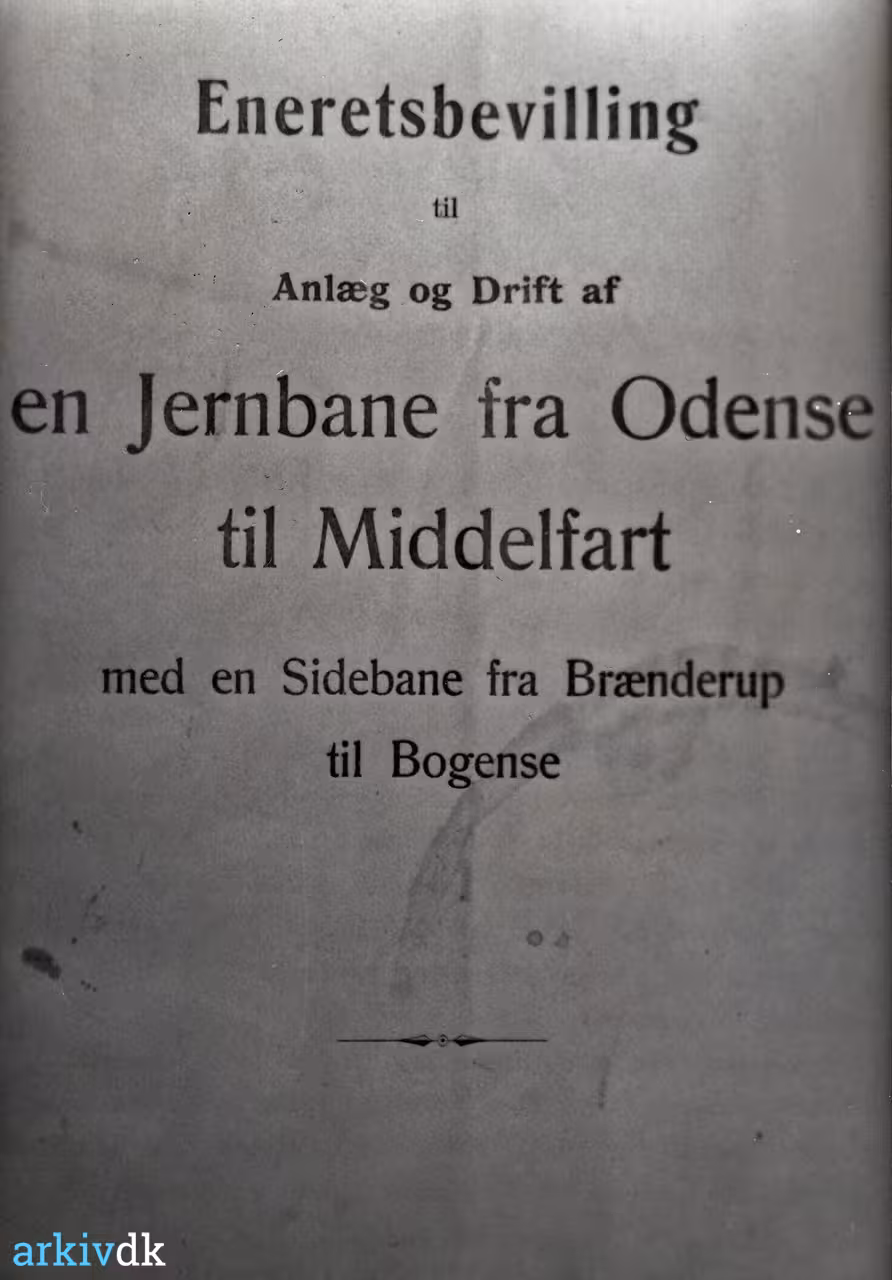 Eneretsbevilling
til
Anlæg og Drift af
en Jernbane fra Odense
til Middelfart
med en Sidebane fra Brænderup
til Bogense
arkivdk